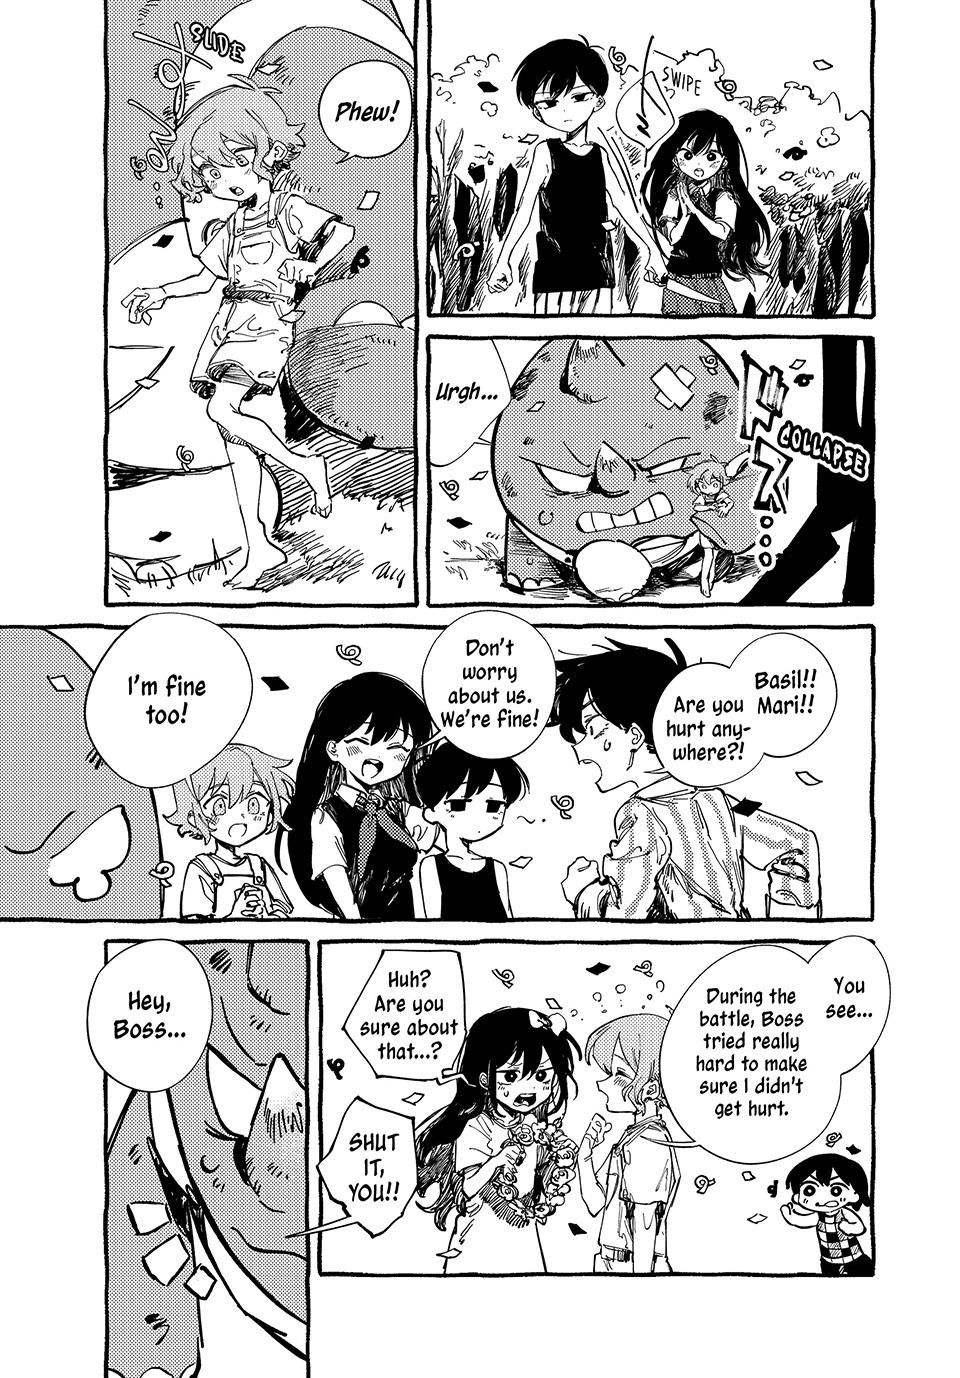 SWIPE
SLIDE
Phew!
Urgh...
ドス...
COLLAPSE
Basil!!
Mari!!
Are you
hurt any-
where?!
Don't
worry
about us.
We're fine!
I'm fine
too!
You
see...
During the
battle, Boss
tried really
hard to make
sure I didn't
get hurt.
Huh?
Are you
sure about
that...?
SHUT
IT,
YOU!!
Hey,
Boss...